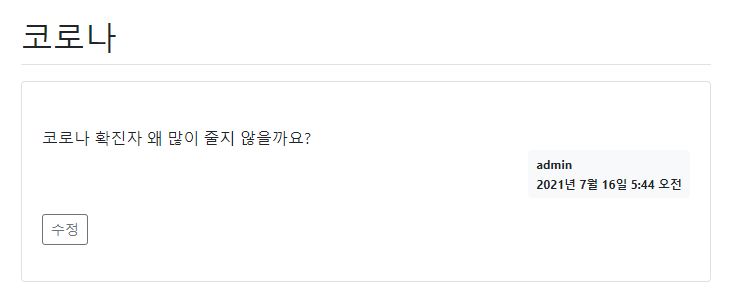 코로나
코로나 확진자 왜 많이 줄지 않을까요?
admin
2021년 7월 16일 5:44 오전
수정